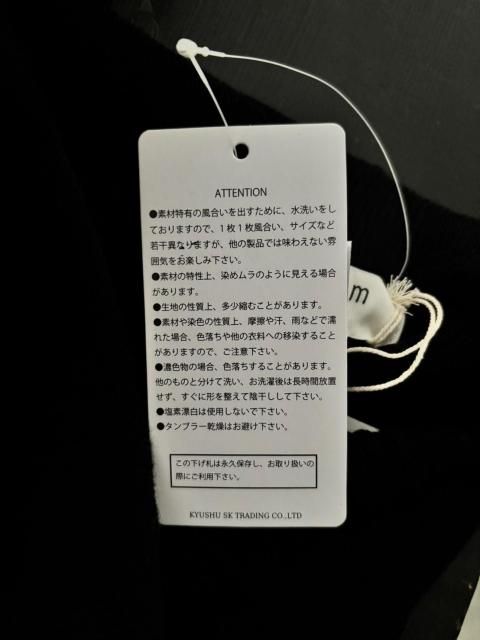 ATTENTION
●素材特有の風合いを出すために、水洗いをし
ておりますので、1枚1枚風合い、サイズなど
若干異なりますが、他の製品では味わえない雰
囲気をお楽しみ下さい。
●素材の特性上、染めムラのように見える場合
があります。
●生地の性質上、多少縮むことがあります。
●素材や染色の性質上、摩擦や汗、雨などで濡
れた場合、色落ちや他の衣料への移染すること
がありますので、ご注意下さい。
●濃色物の場合、色落ちすることがあります。
他のものと分けて洗い、お洗濯後は長時間放置
せず、すぐに形を整えて陰干しして下さい。
●塩素漂白は使用しないで下さい。
●タンブラー乾燥はお避け下さい。
この下げ札は永久保存し、お取り扱いの
際にご利用下さい。
KYUSHU SK TRADING CO.,LTD
m